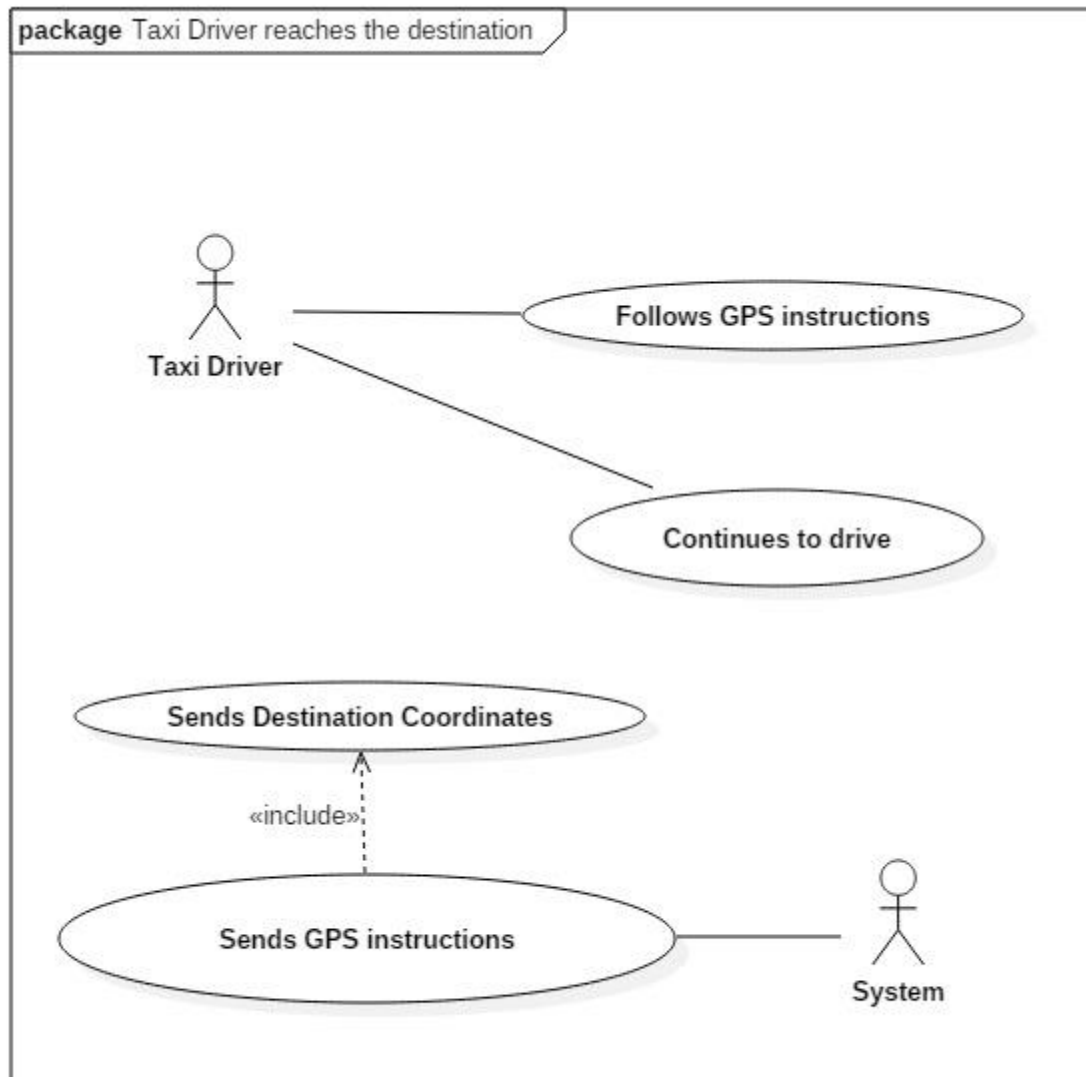 package Taxi Driver reaches the destination
Follows GPS instructions
Taxi Driver
Continues to drive
Sends Destination Coordinates
«include»
Sends GPS instructions
System